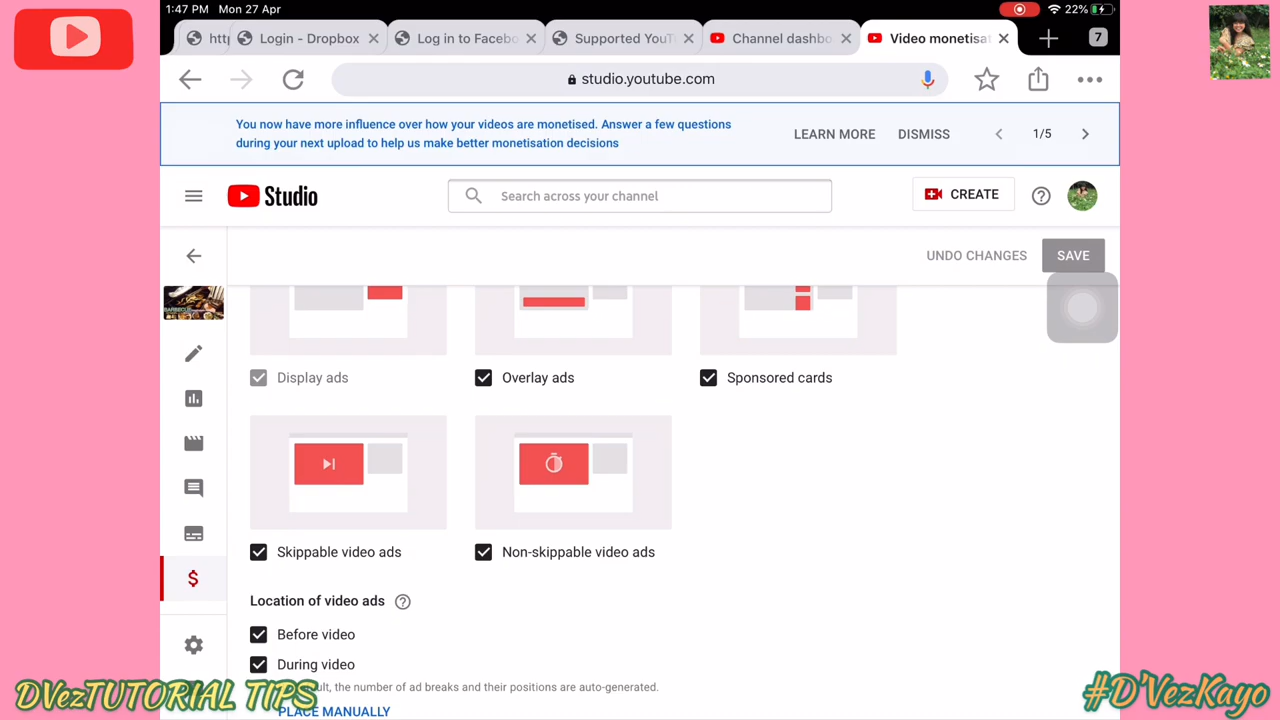 1:47 PM Mon 27 Apr
22%
htt
Login - Dropbox
Log in to Faceb
Supported YouT
Channel dashbo
Video monetisat
7
studio.youtube.com
You now have more influence over how your videos are monetised. Answer a few questions
during your next upload to help us make better monetisation decisions
LEARN MORE
DISMISS
1/5
Studio
Search across your channel
CREATE
UNDO CHANGES
SAVE
Display ads
Overlay ads
Sponsored cards
Skippable video ads
Non-skippable video ads
Location of video ads
Before video
During video
ult, the number of ad breaks and their positions are auto-generated.
PLACE MANUALLY
DVezTUTORIAL TIPS
#D'VezKayo